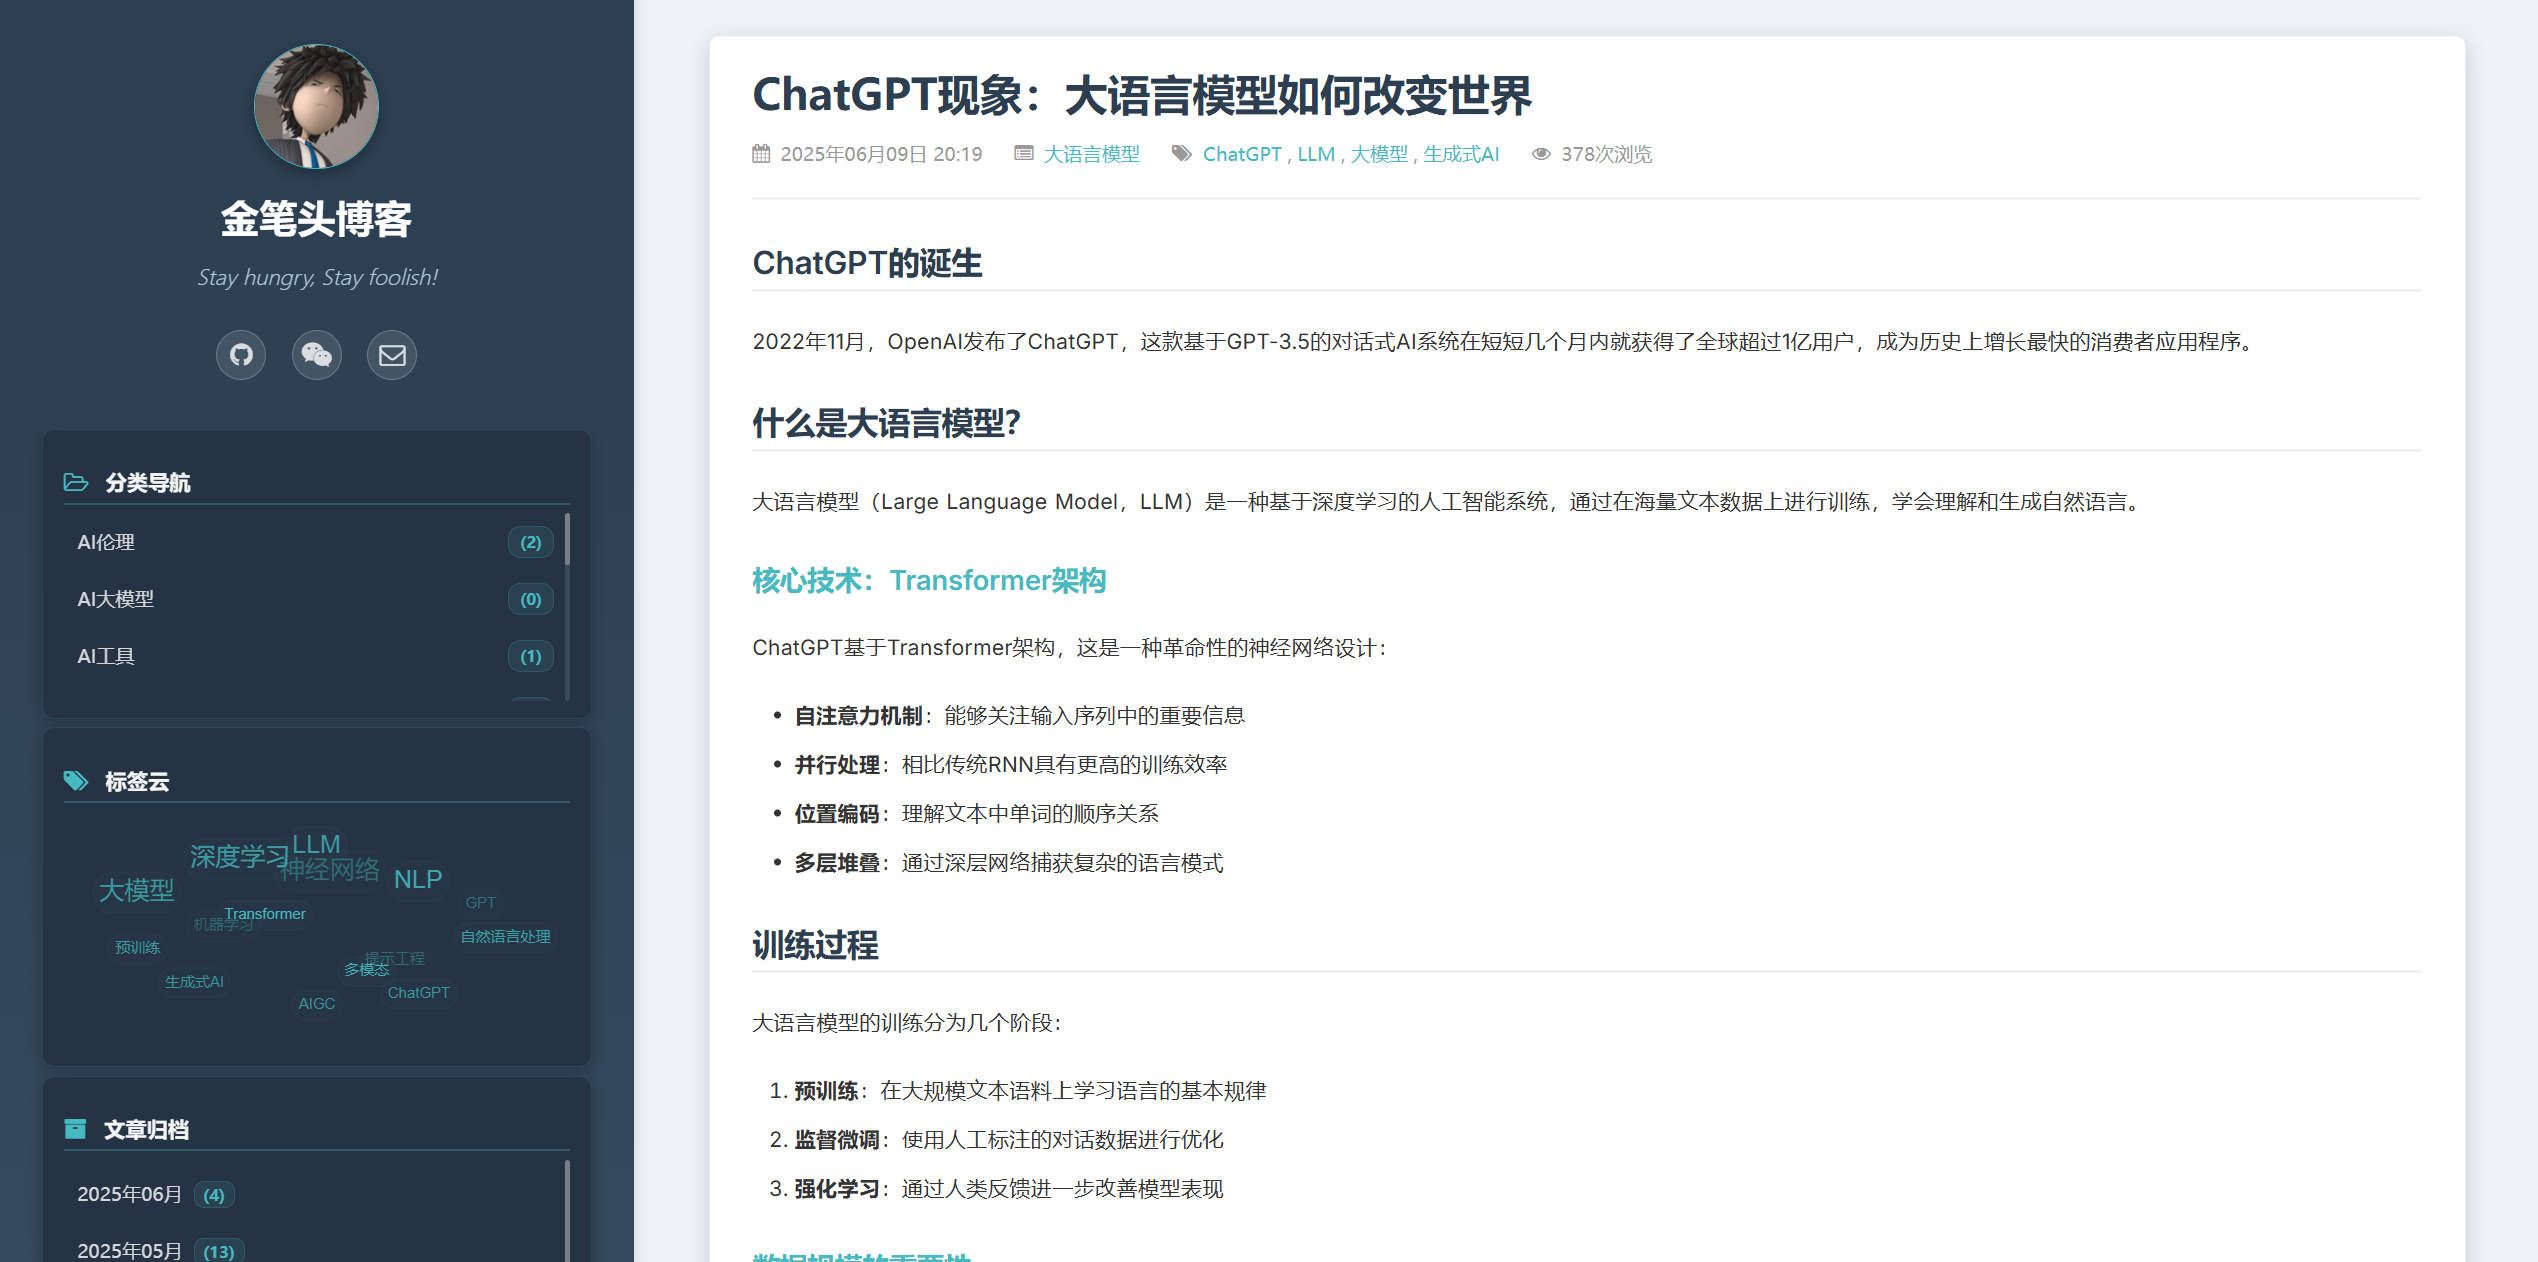 金笔头博客
Stay hungry, Stay foolish!
分类导航
AI伦理 (2)
AI大模型 (0)
AI工具 (1)
标签云
LLM
深度学习
神经网络
NLP
大模型
GPT
Transformer
机器学习
自然语言处理
预训练
提示工程
多模态
生成式AI
ChatGPT
AIGC
文章归档
2025年06月 (4)
2025年05月 (13)
ChatGPT现象：大语言模型如何改变世界
2025年06月09日 20:19 大语言模型 ChatGPT , LLM , 大模型 , 生成式AI 378次浏览
ChatGPT的诞生
2022年11月，OpenAI发布了ChatGPT，这款基于GPT-3.5的对话式AI系统在短短几个月内就获得了全球超过1亿用户，成为历史上增长最快的消费者应用程序。
什么是大语言模型？
大语言模型（Large Language Model，LLM）是一种基于深度学习的人工智能系统，通过在海量文本数据上进行训练，学会理解和生成自然语言。
核心技术：Transformer架构
ChatGPT基于Transformer架构，这是一种革命性的神经网络设计：
• 自注意力机制：能够关注输入序列中的重要信息
• 并行处理：相比传统RNN具有更高的训练效率
• 位置编码：理解文本中单词的顺序关系
• 多层堆叠：通过深层网络捕获复杂的语言模式
训练过程
大语言模型的训练分为几个阶段：
1. 预训练：在大规模文本语料上学习语言的基本规律
2. 监督微调：使用人工标注的对话数据进行优化
3. 强化学习：通过人类反馈进一步改善模型表现
数据规模的重要性